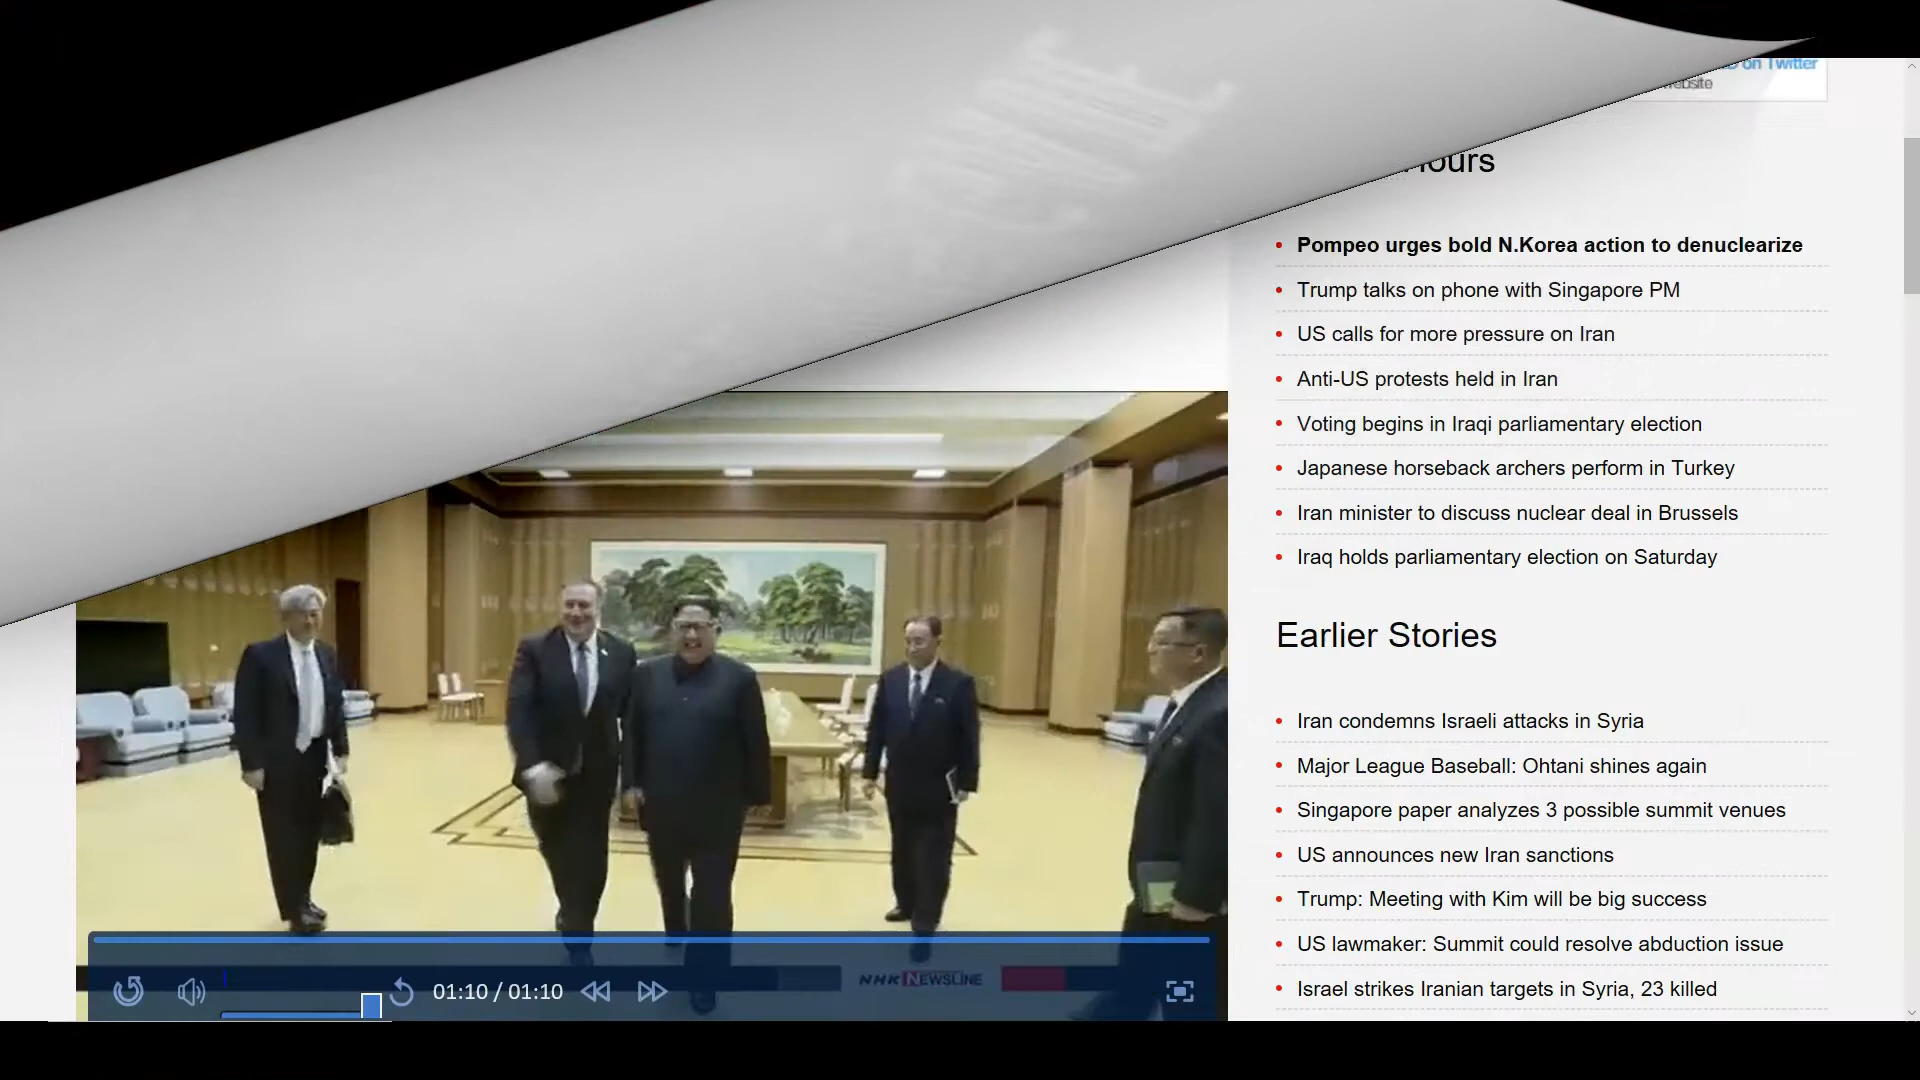 on Twitter
website
ours
Pompeo urges bold N.Korea action to denuclearize
Trump talks on phone with Singapore PM
US calls for more pressure on Iran
Anti-US protests held in Iran
Voting begins in Iraqi parliamentary election
Japanese horseback archers perform in Turkey
Iran minister to discuss nuclear deal in Brussels
Iraq holds parliamentary election on Saturday
Earlier Stories
Iran condemns Israeli attacks in Syria
Major League Baseball: Ohtani shines again
Singapore paper analyzes 3 possible summit venues
US announces new Iran sanctions
Trump: Meeting with Kim will be big success
US lawmaker: Summit could resolve abduction issue
Israel strikes Iranian targets in Syria, 23 killed
01:10 / 01:10
NHK NEWSLINE